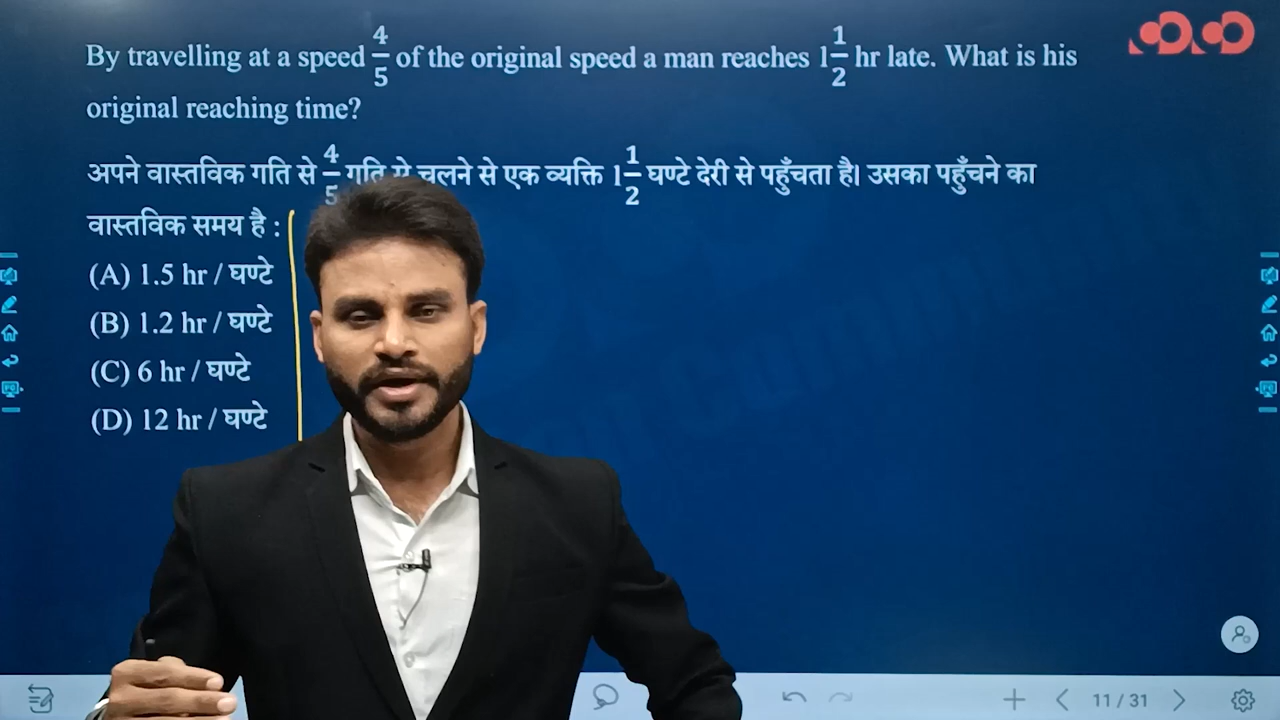 By travelling at a speed 4/5 of the original speed a man reaches 1 1/2 hr late. What is his
original reaching time?
अपने वास्तविक गति से 4/5 गति से चलने से एक व्यक्ति 1 1/2 घण्टे देरी से पहुँचता है। उसका पहुँचने का
वास्तविक समय है :
(A) 1.5 hr / घण्टे
(B) 1.2 hr / घण्टे
(C) 6 hr / घण्टे
(D) 12 hr / घण्टे
11 / 31